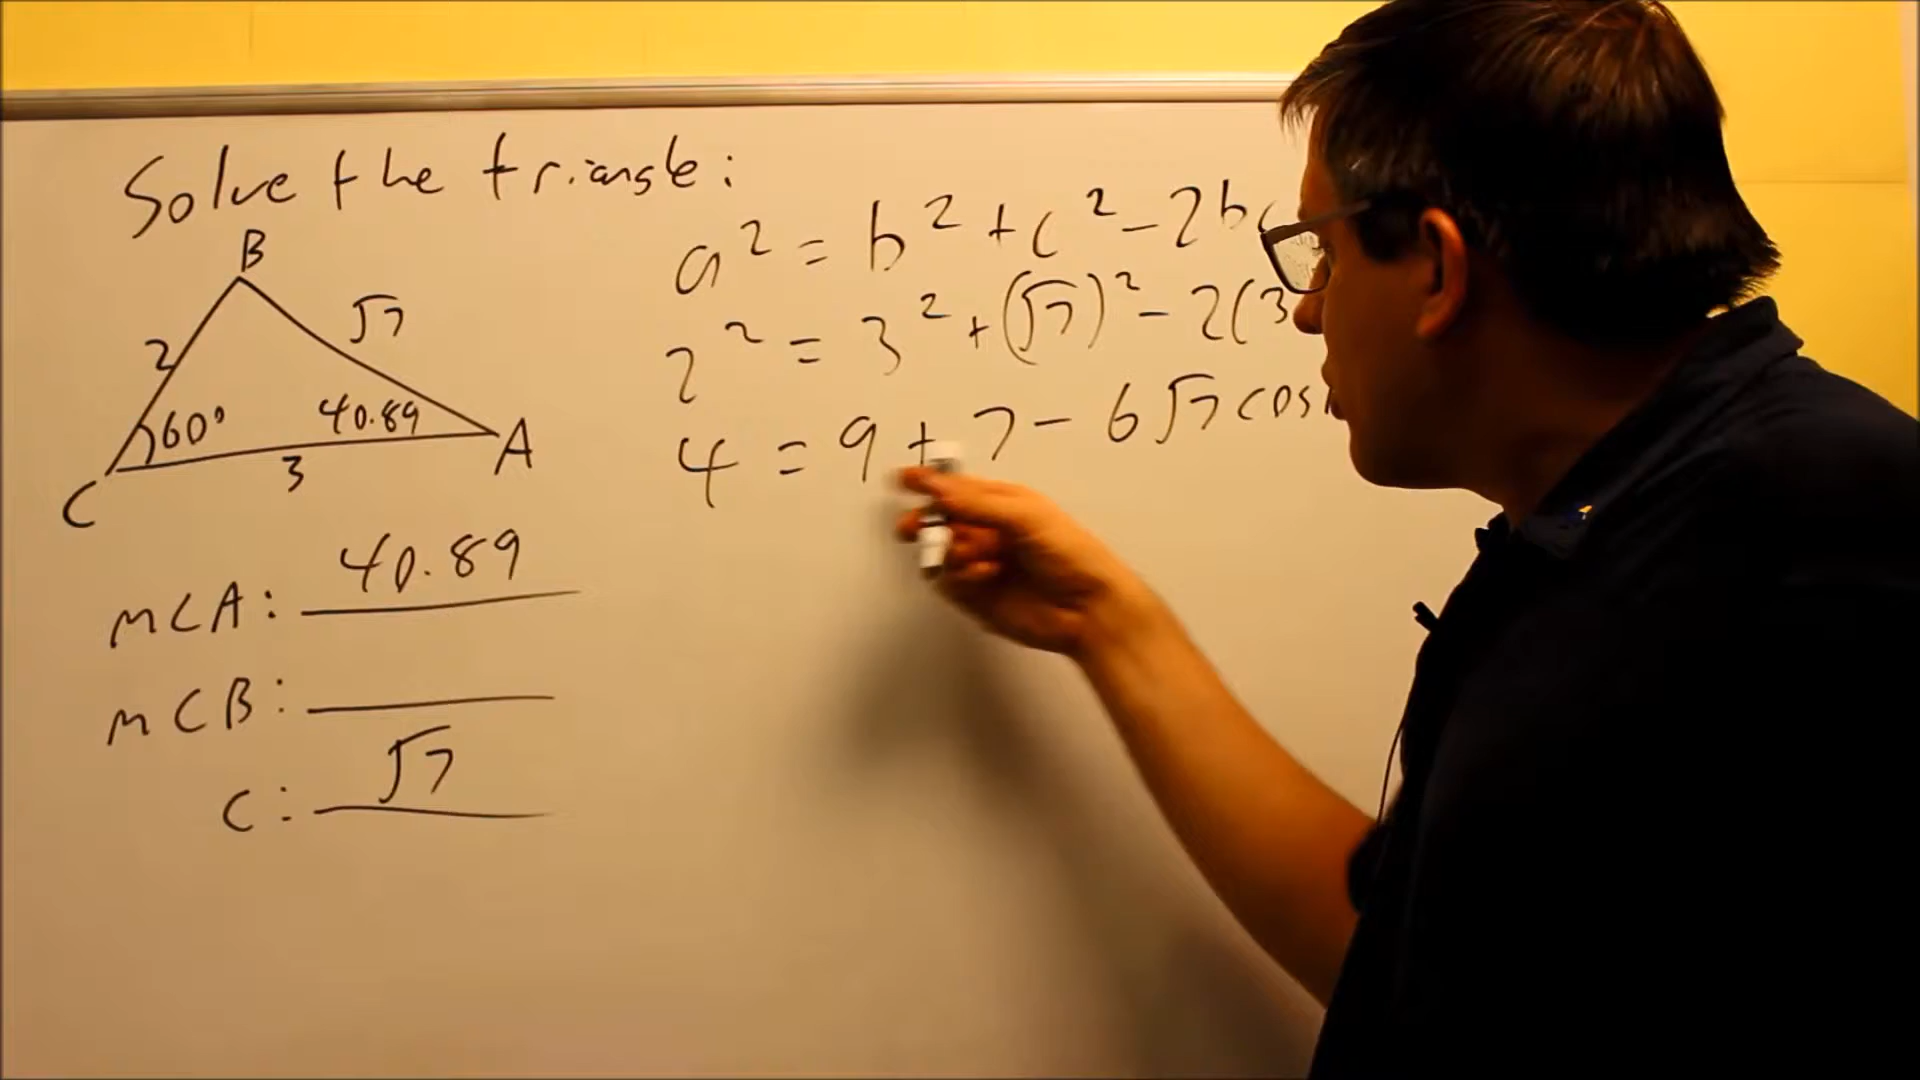 Solve the triangle:
B
2
√7
60°
40.89
C
3
A
m<A: 40.89
m<B:
c: √7
a² = b² + c² - 2b
2² = 3² + (√7)² - 2(3
4 = 9 + 7 - 6√7 cos